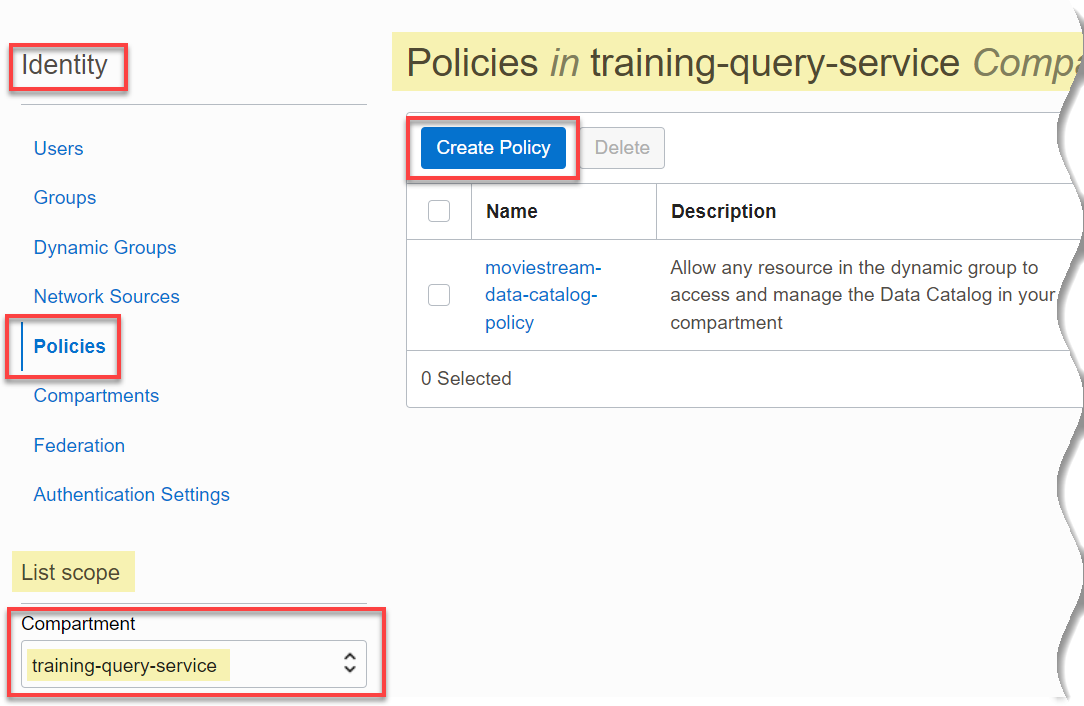 Identity
Users
Groups
Dynamic Groups
Network Sources
Policies
Compartments
Federation
Authentication Settings
List scope
Compartment
training-query-service
Policies in training-query-service Compa
Create Policy Delete
Name Description
moviestream-
data-catalog-
policy
Allow any resource in the dynamic group to
access and manage the Data Catalog in your
compartment
0 Selected